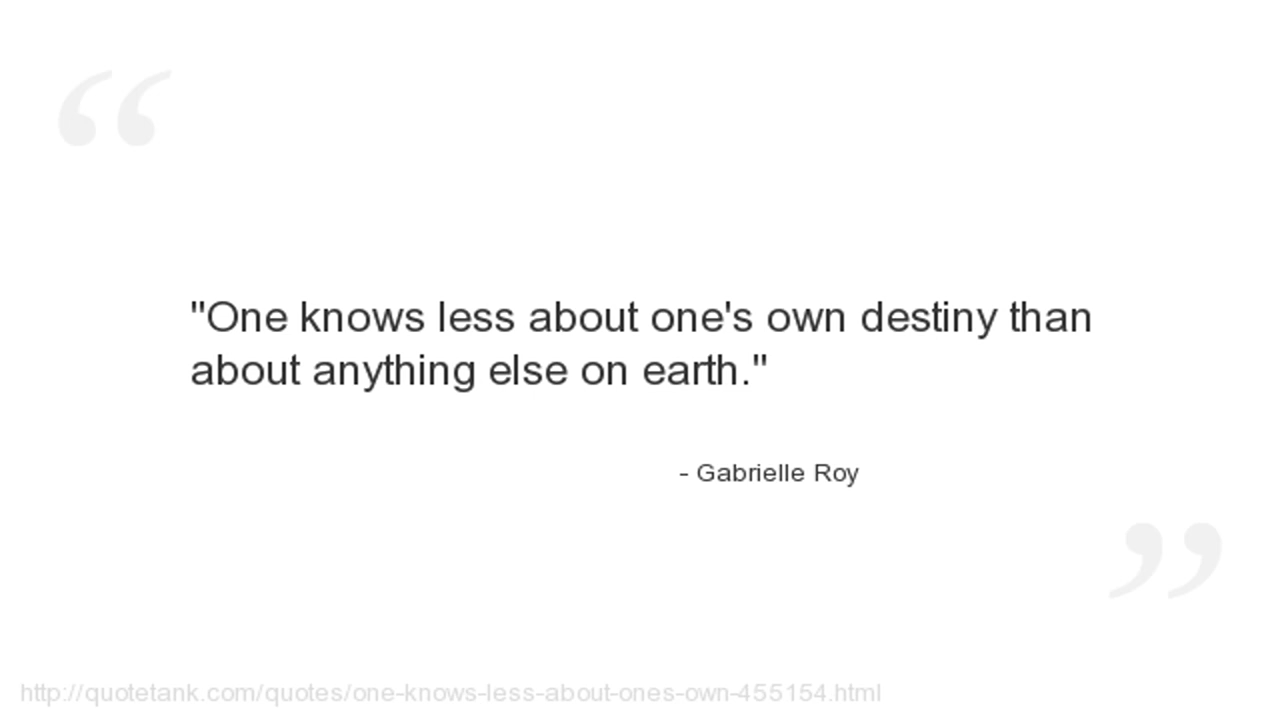 "One knows less about one's own destiny than
about anything else on earth."
- Gabrielle Roy
http://quotetank.com/quotes/one-knows-less-about-ones-own-455154.html